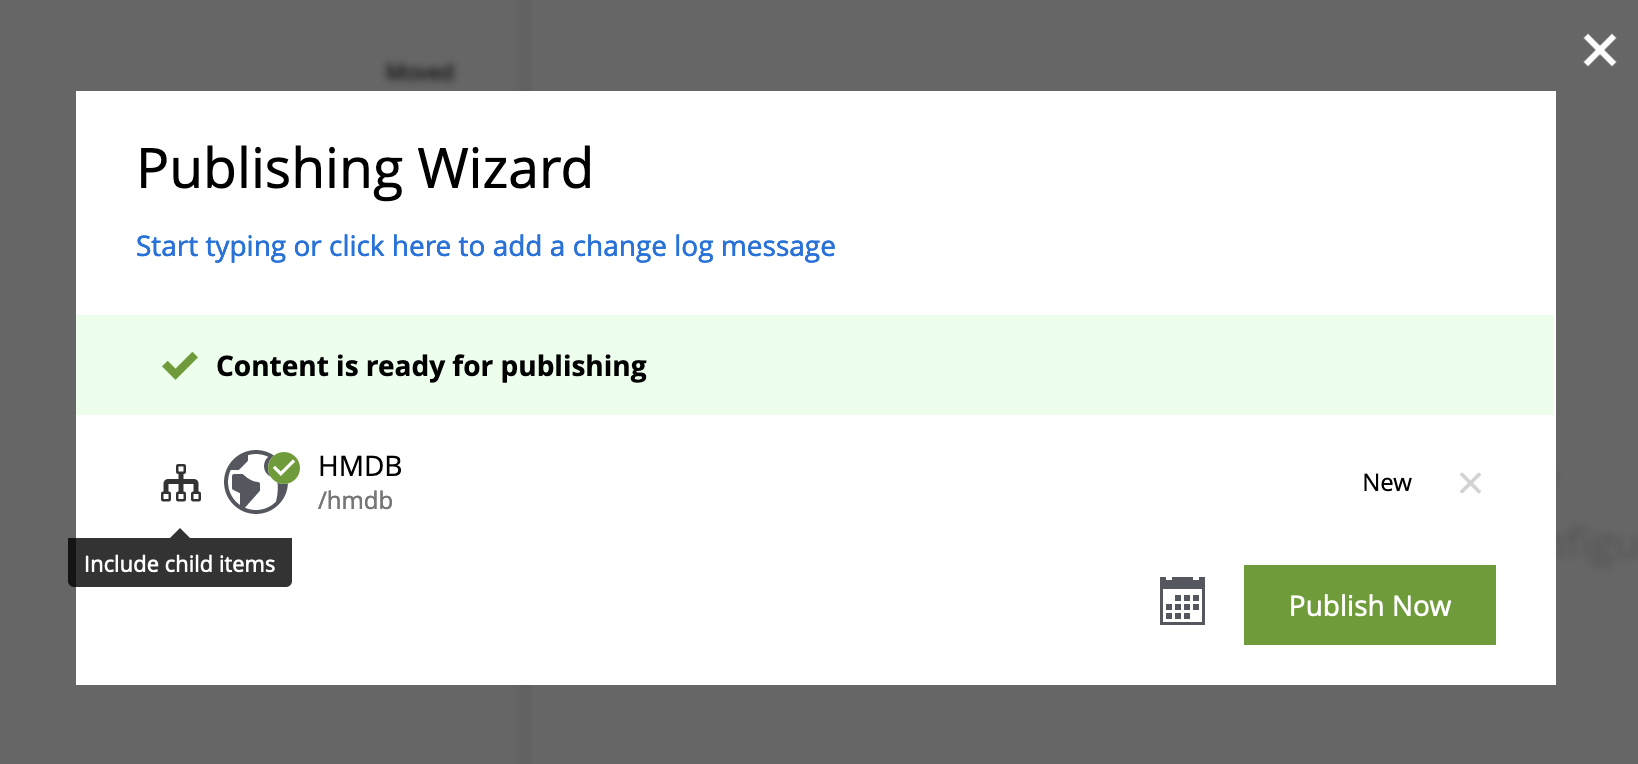 Moved
Publishing Wizard
Start typing or click here to add a change log message
Content is ready for publishing
HMDB
/hmdb
New
Include child items
Publish Now